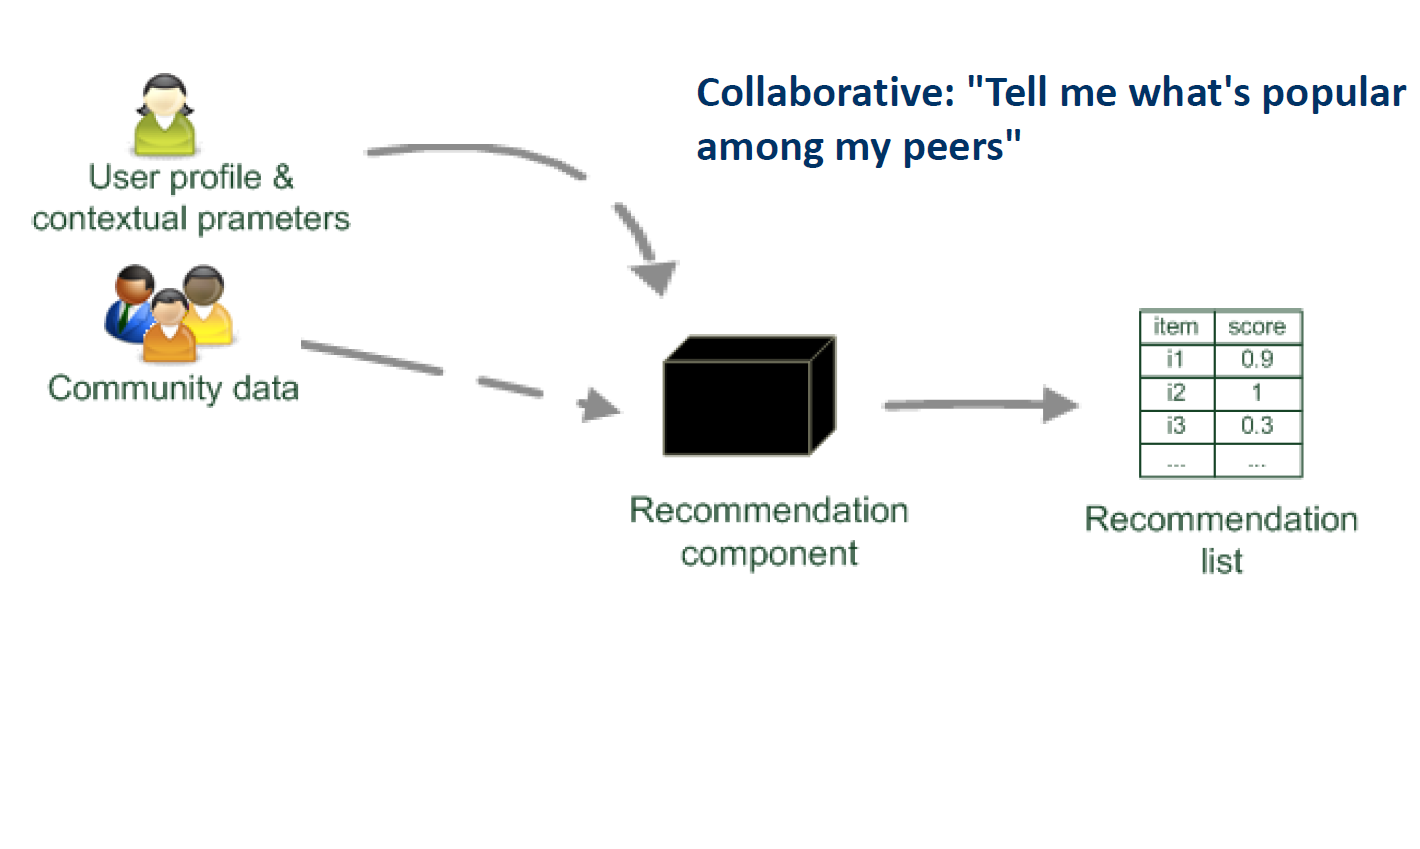 Collaborative: "Tell me what's popular
among my peers"
User profile &
contextual prameters
Community data
item score
i1 0.9
i2 1
i3 0.3
... ...
Recommendation
component
Recommendation
list